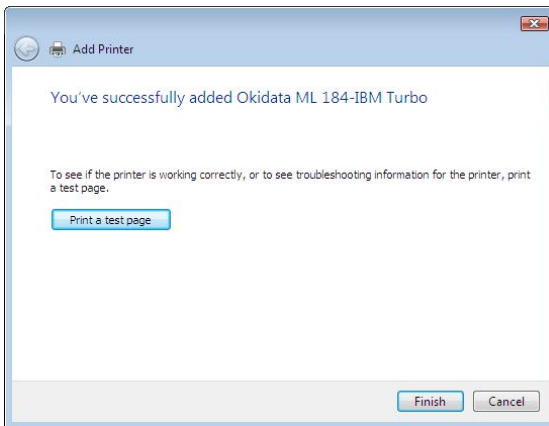 Add Printer
You've successfully added Okidata ML 184-IBM Turbo
To see if the printer is working correctly, or to see troubleshooting information for the printer, print
a test page.
Print a test page
Finish
Cancel